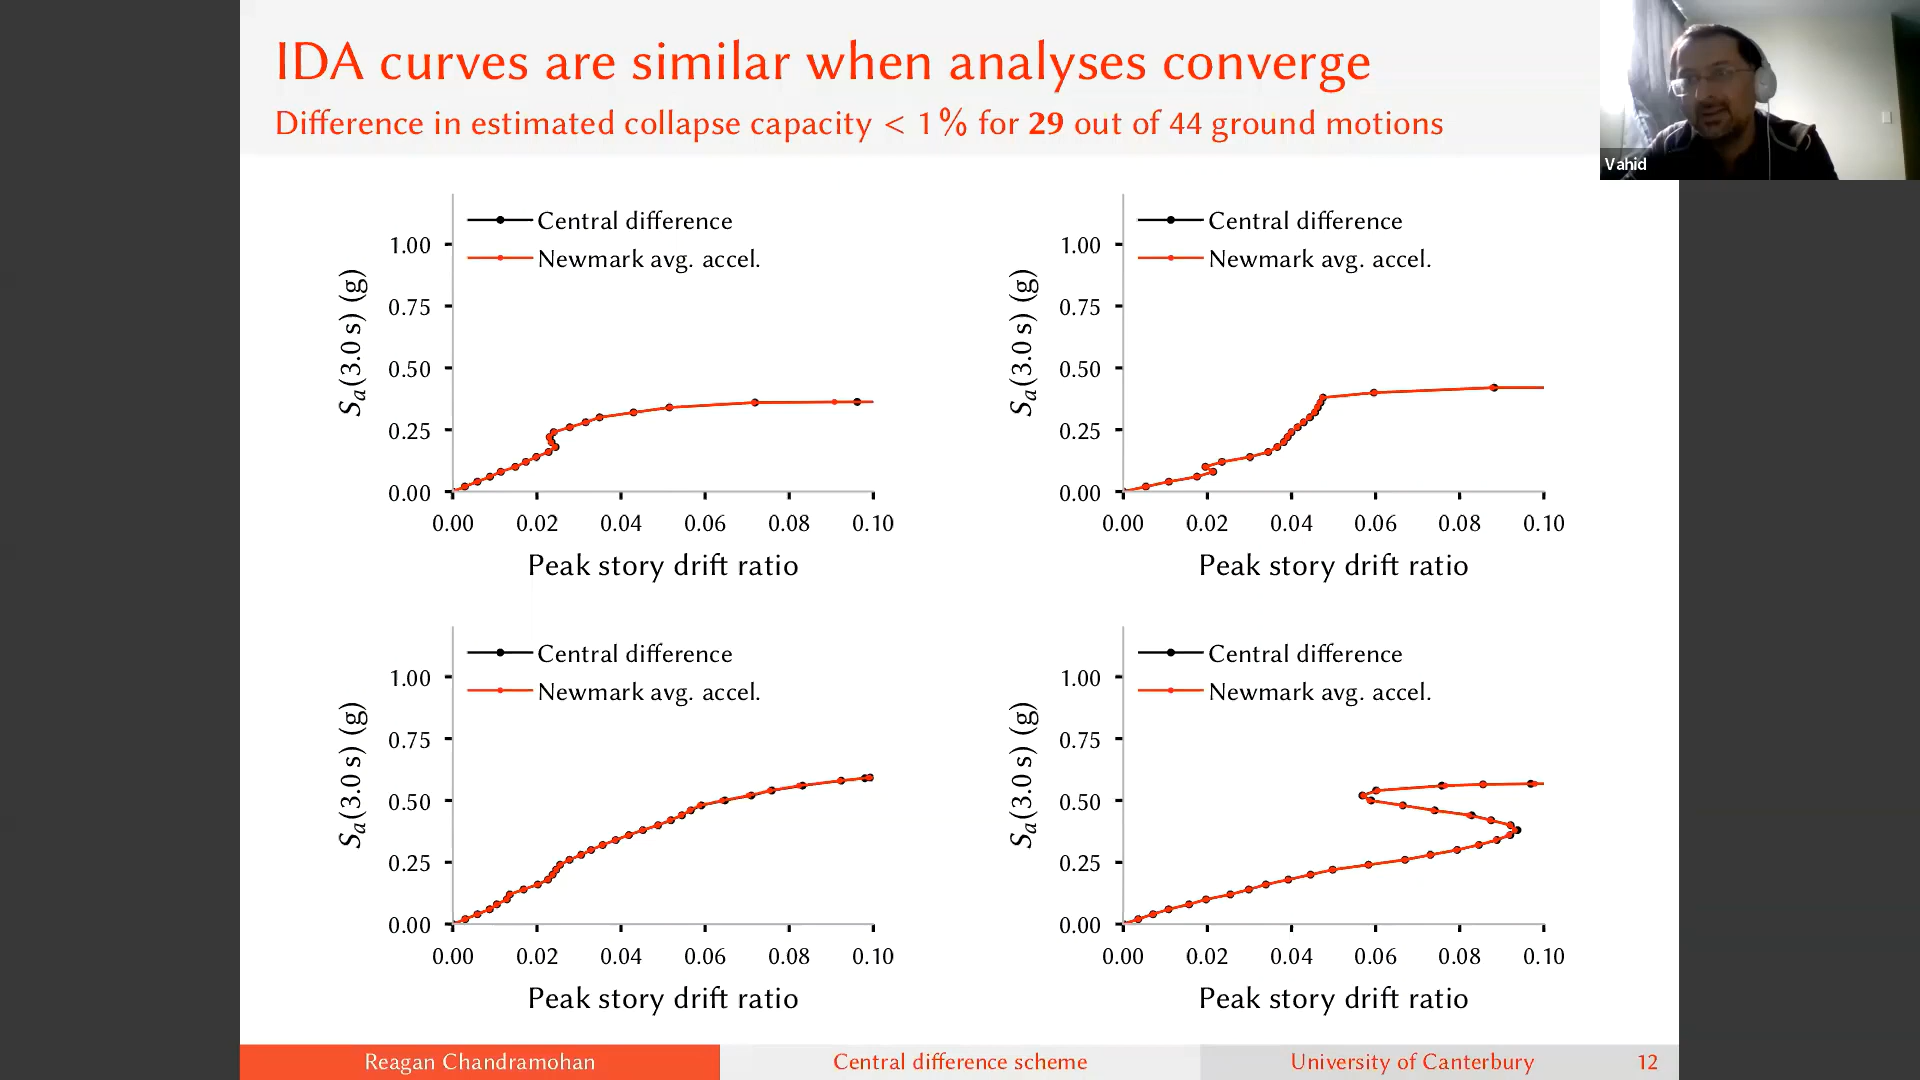 IDA curves are similar when analyses converge
Difference in estimated collapse capacity < 1 % for 29 out of 44 ground motions
Vahid
Central difference
Newmark avg. accel.
1.00
0.75
0.50
0.25
0.00
Sa(3.0 s) (g)
0.00 0.02 0.04 0.06 0.08 0.10
Peak story drift ratio
Central difference
Newmark avg. accel.
1.00
0.75
0.50
0.25
0.00
Sa(3.0 s) (g)
0.00 0.02 0.04 0.06 0.08 0.10
Peak story drift ratio
Central difference
Newmark avg. accel.
1.00
0.75
0.50
0.25
0.00
Sa(3.0 s) (g)
0.00 0.02 0.04 0.06 0.08 0.10
Peak story drift ratio
Central difference
Newmark avg. accel.
1.00
0.75
0.50
0.25
0.00
Sa(3.0 s) (g)
0.00 0.02 0.04 0.06 0.08 0.10
Peak story drift ratio
Reagan Chandramohan Central difference scheme University of Canterbury 12